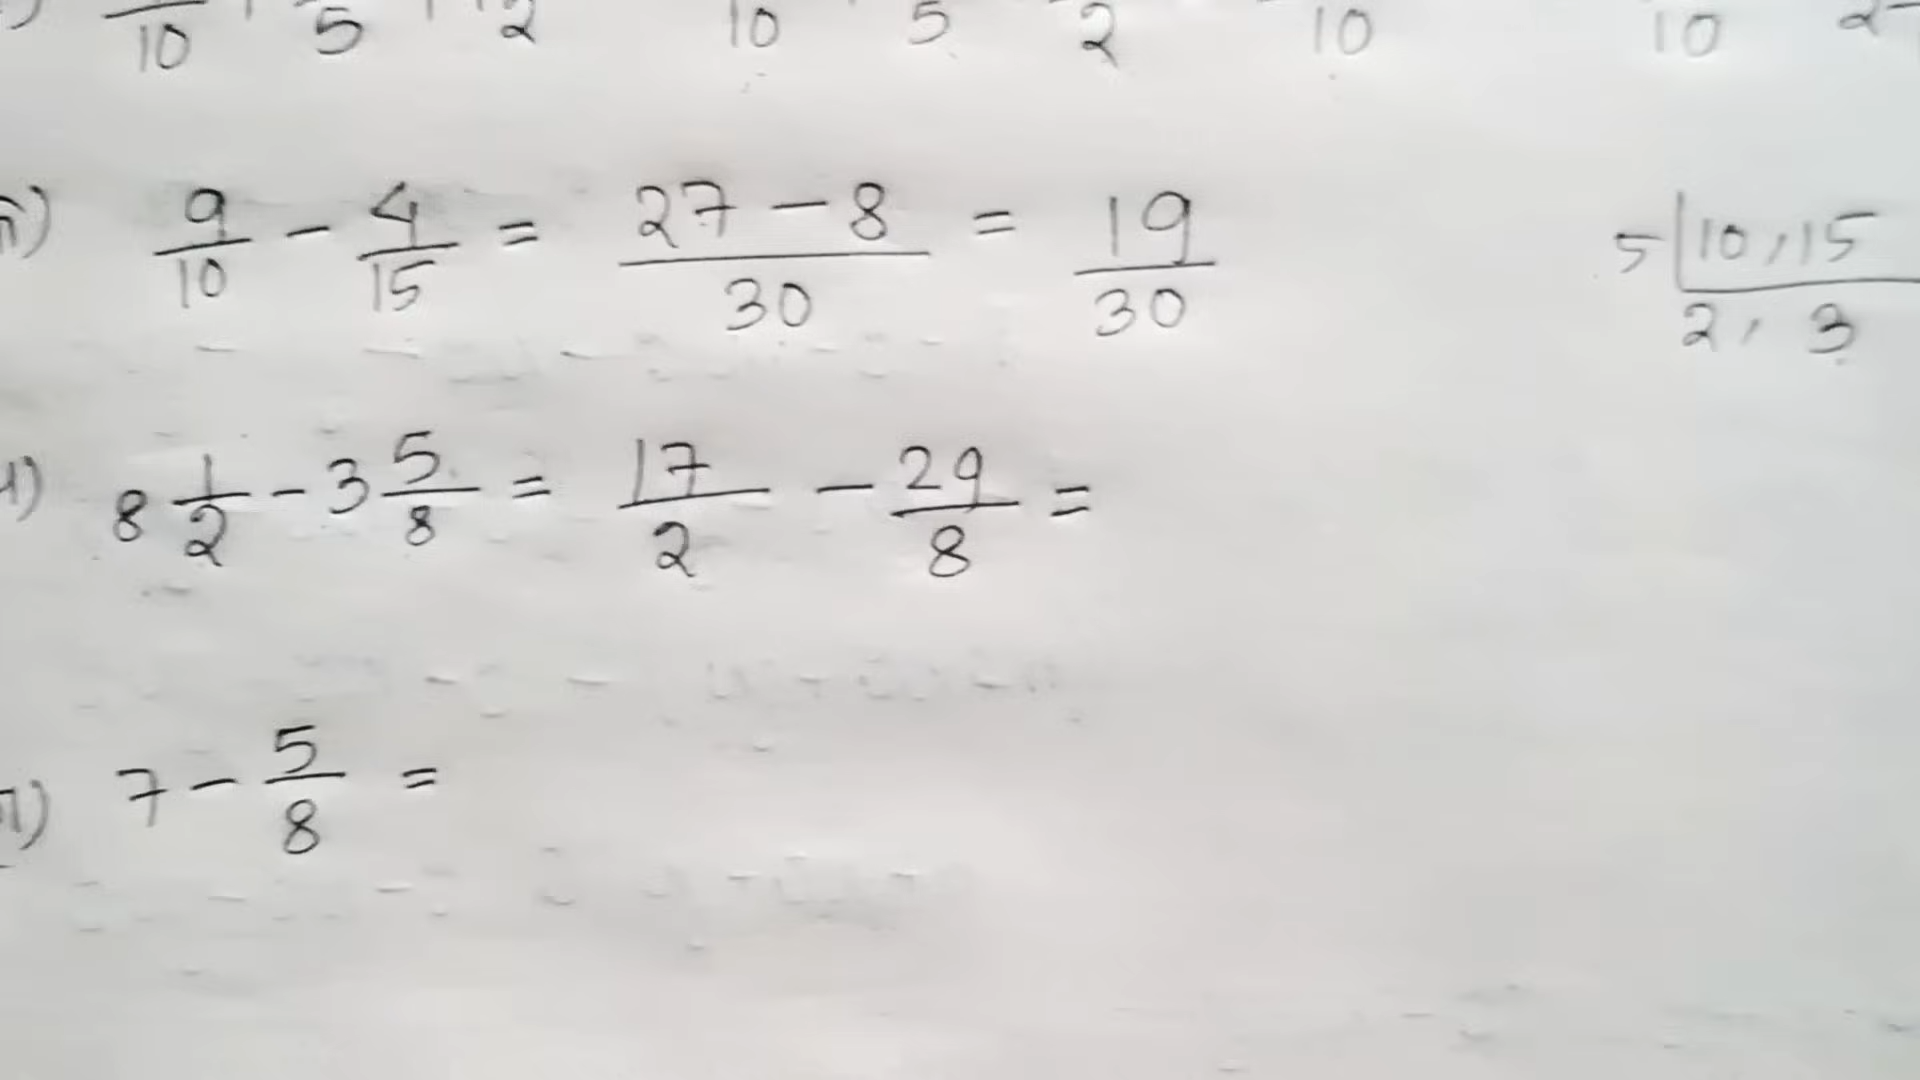 10 5 2 10 5 2 10 10 2
9/10 - 4/15 = 27 - 8/30 = 19/30
5 | 10, 15
2, 3
8 1/2 - 3 5/8 = 17/2 - 29/8 =
7 - 5/8 =